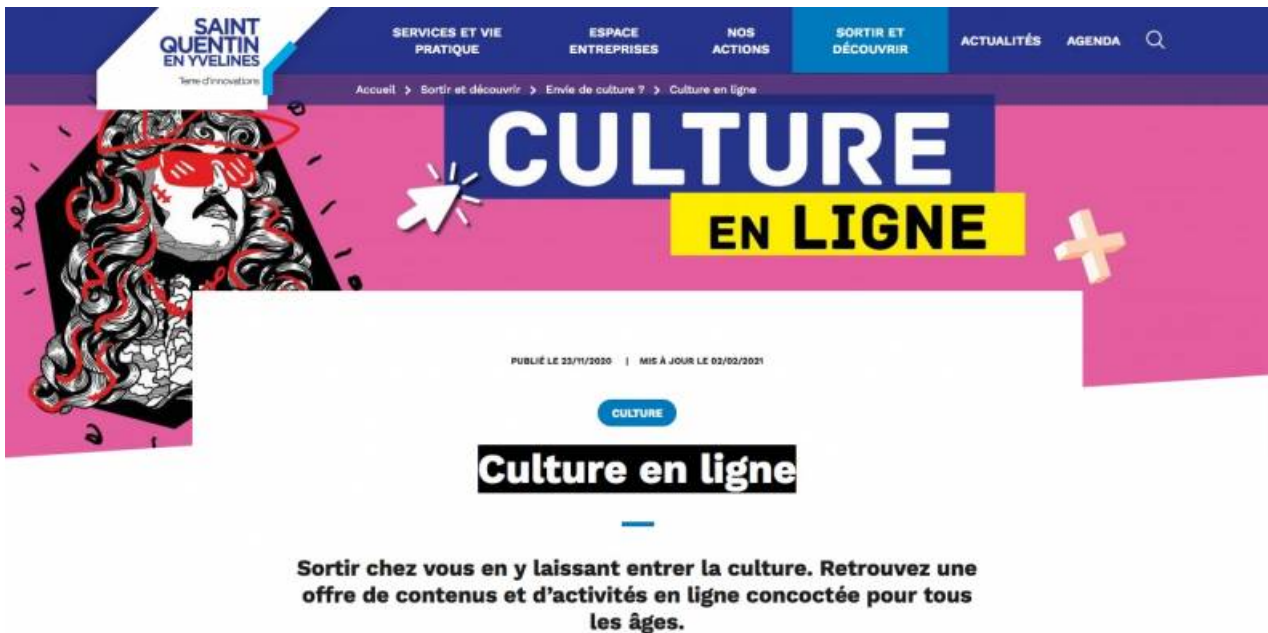 SAINT
QUENTIN
EN YVELINES
Terre d'innovations
SERVICES ET VIE
PRATIQUE
ESPACE
ENTREPRISES
NOS
ACTIONS
SORTIR ET
DÉCOUVRIR
ACTUALITÉS
AGENDA
Accueil > Sortir et découvrir > Envie de culture ? > Culture en ligne
CULTURE
EN LIGNE
PUBLIÉ LE 23/11/2020 | MIS À JOUR LE 02/02/2021
CULTURE
Culture en ligne
Sortir chez vous en y laissant entrer la culture. Retrouvez une
offre de contenus et d'activités en ligne concoctée pour tous
les âges.